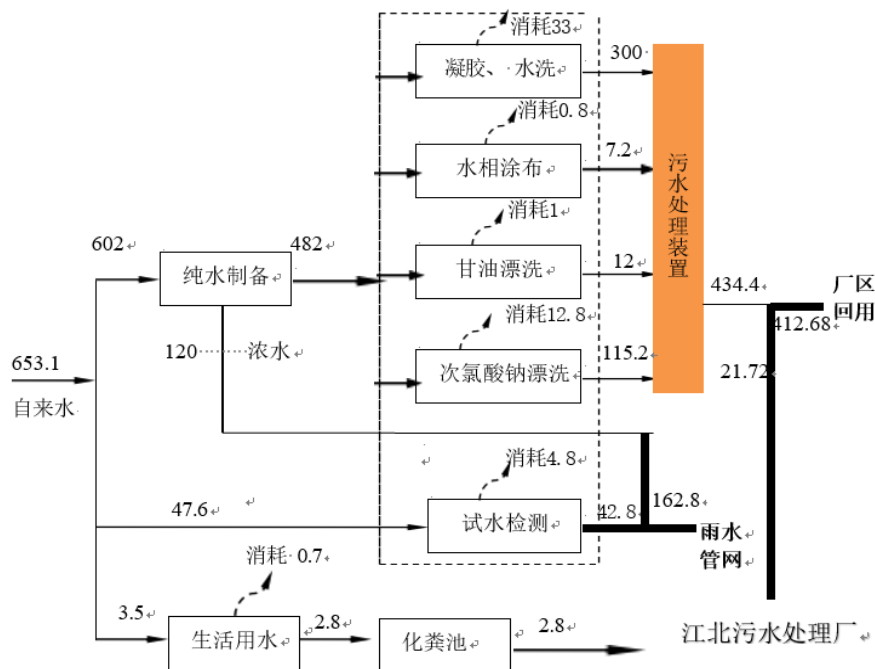 消耗33
凝胶、 水洗
300
消耗0.8
水相涂布
7.2
消耗1
甘油漂洗
12
消耗12.8
次氯酸钠漂洗
115.2
污水处理装置
602
纯水制备
482
120········浓水
653.1
自来水
434.4
厂区
回用
412.68
21.72
消耗4.8
47.6
试水检测
42.8
162.8
雨水
管网
消耗 0.7
3.5
生活用水
2.8
化粪池
2.8
江北污水处理厂